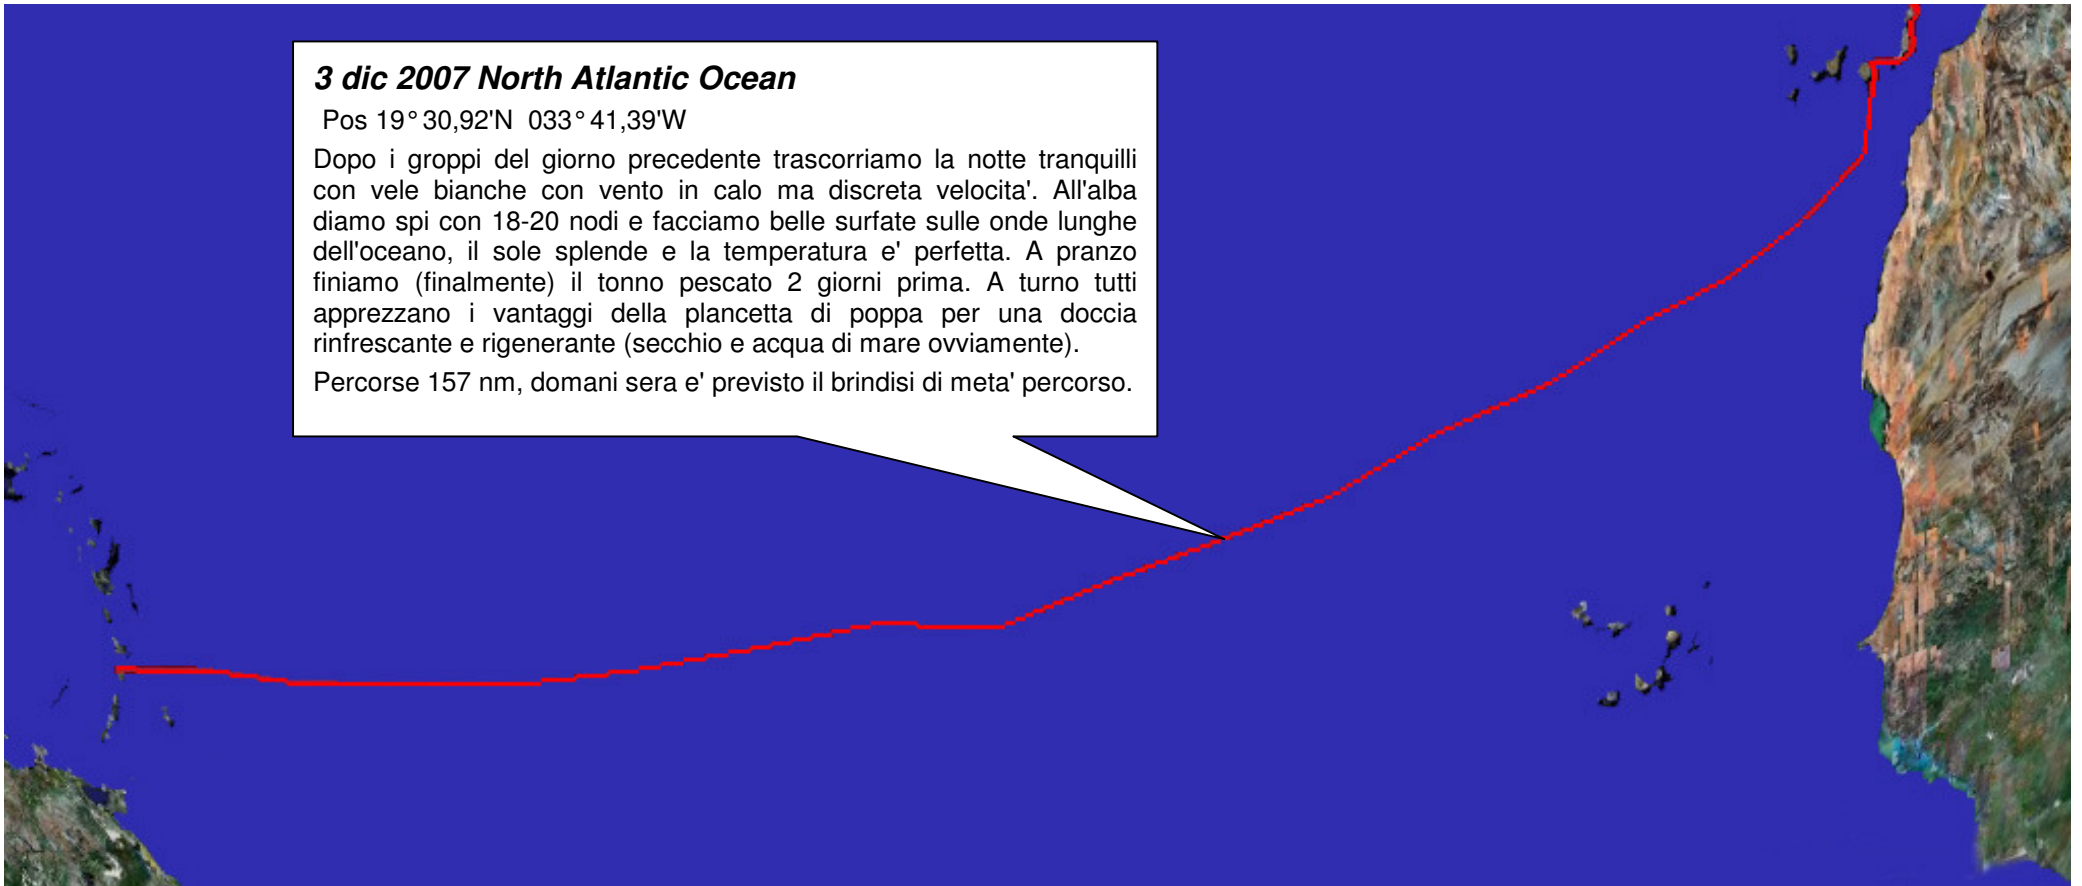 3 dic 2007 North Atlantic Ocean
Pos 19° 30,92'N  033° 41,39'W
Dopo i groppi del giorno precedente trascorriamo la notte tranquilli
con vele bianche con vento in calo ma discreta velocita'. All'alba
diamo spi con 18-20 nodi e facciamo belle surfate sulle onde lunghe
dell'oceano, il sole splende e la temperatura e' perfetta. A pranzo
finiamo (finalmente) il tonno pescato 2 giorni prima. A turno tutti
apprezzano i vantaggi della plancetta di poppa per una doccia
rinfrescante e rigenerante (secchio e acqua di mare ovviamente).
Percorse 157 nm, domani sera e' previsto il brindisi di meta' percorso.